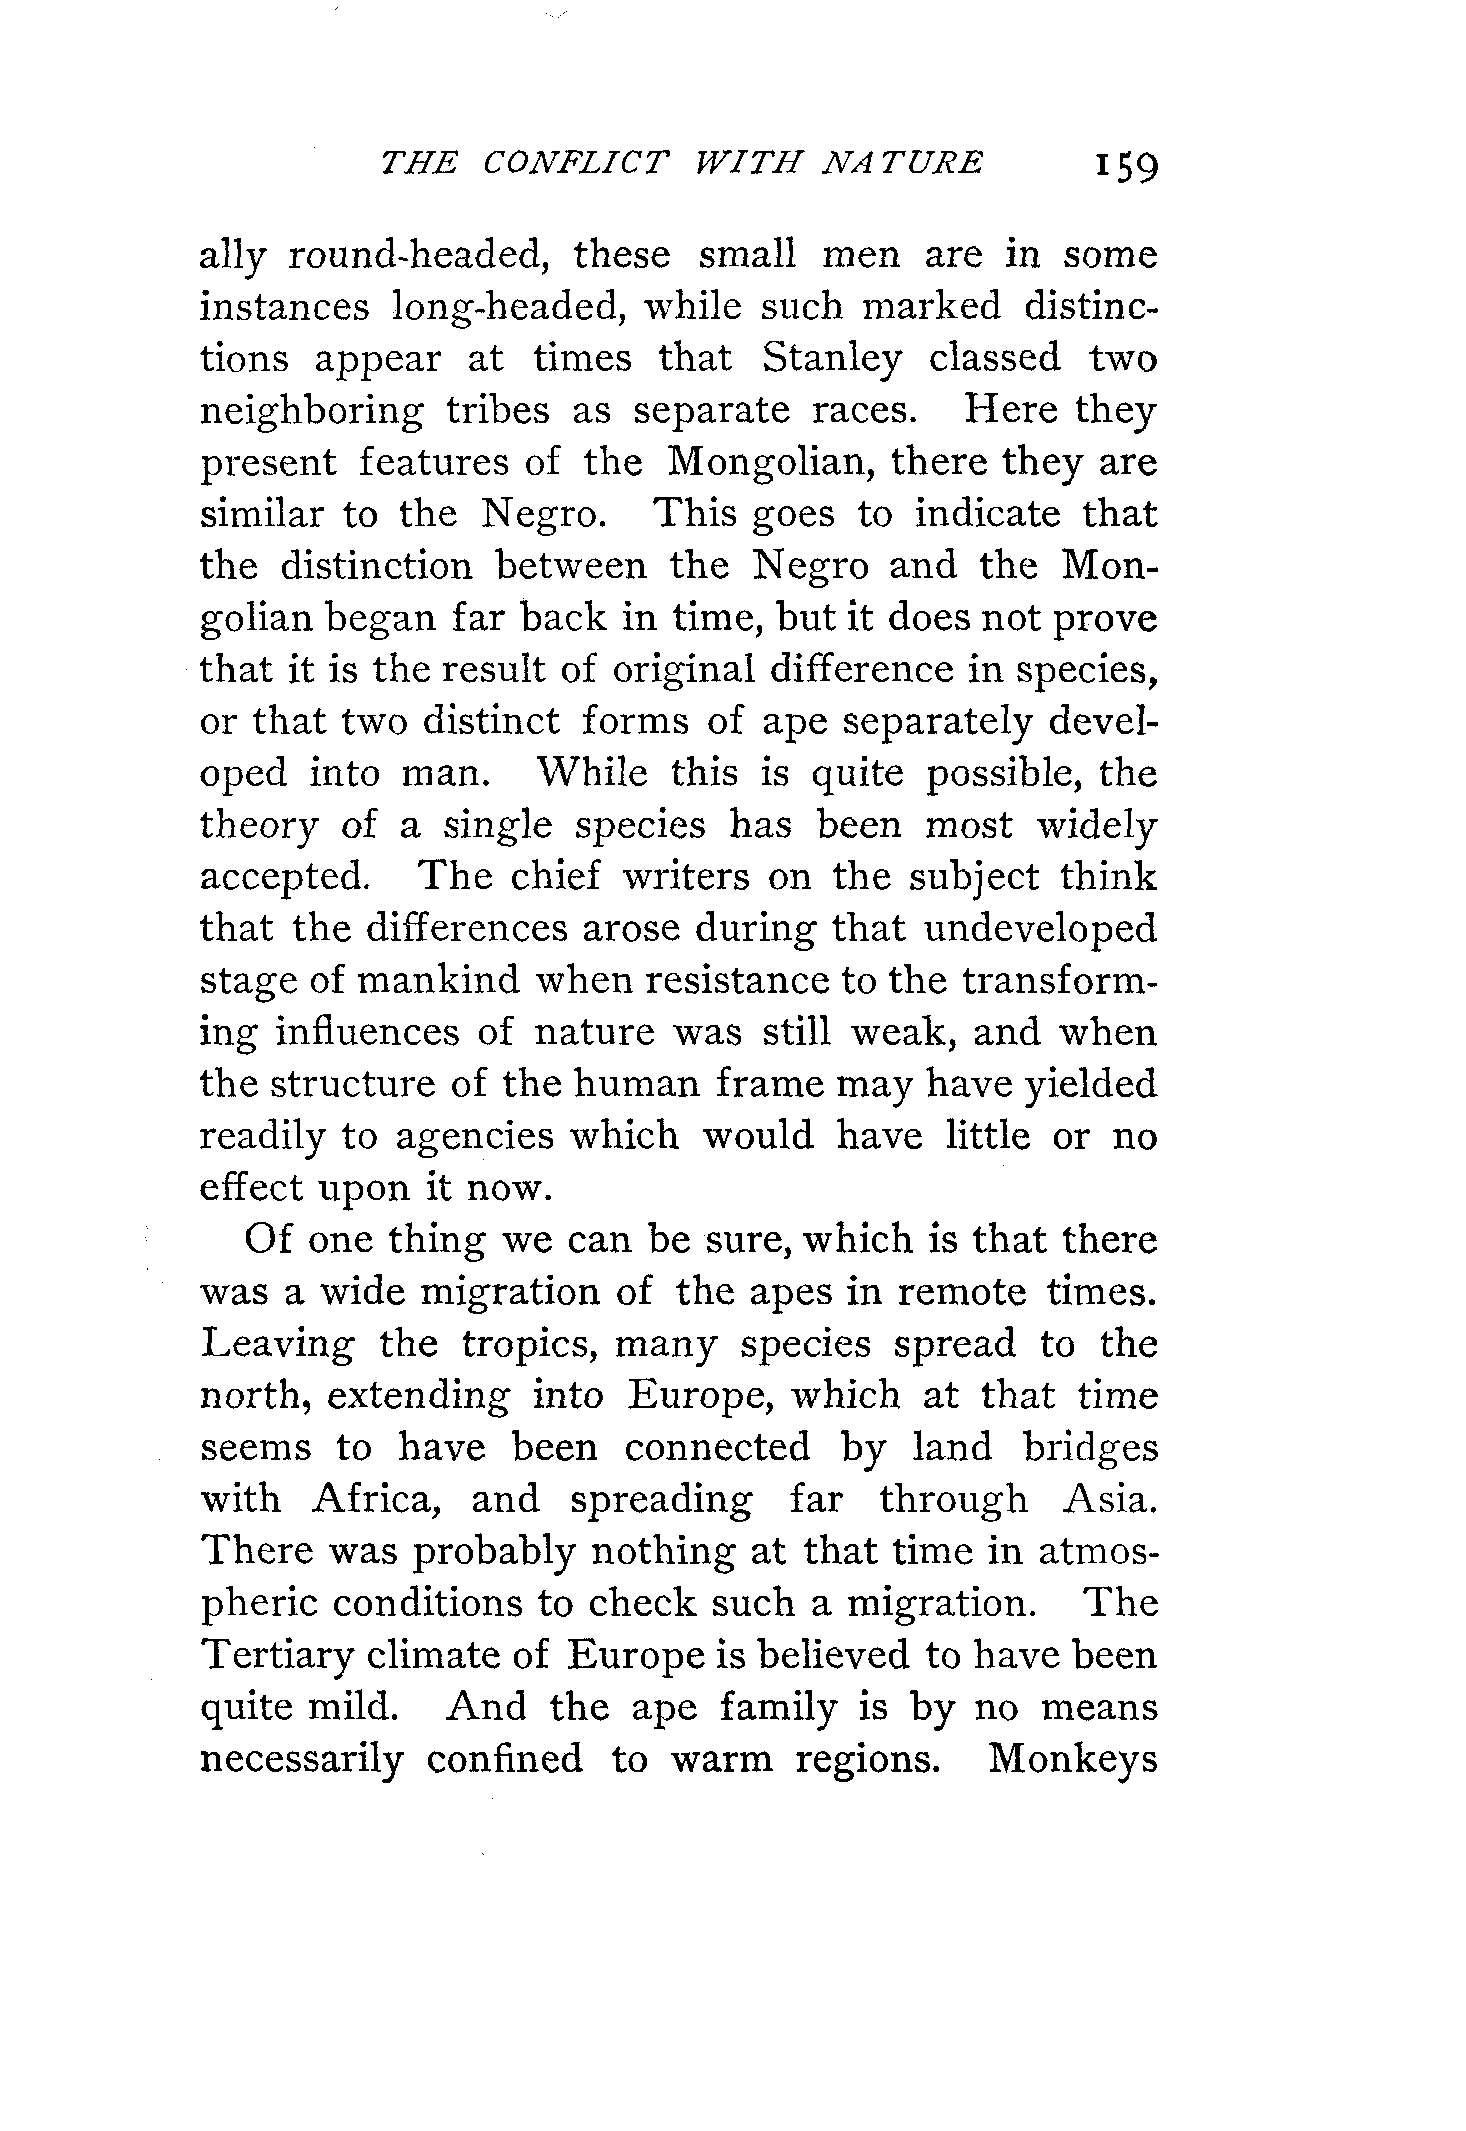 THE CONFLICT WITH NATURE 159
ally round-headed, these small men are in some
instances long-headed, while such marked distinc-
tions appear at times that Stanley classed two
neighboring tribes as separate races. Here they
present features of the Mongolian, there they are
similar to the Negro. This goes to indicate that
the distinction between the Negro and the Mon-
golian began far back in time, but it does not prove
that it is the result of original difference in species,
or that two distinct forms of ape separately devel-
oped into man. While this is quite possible, the
theory of a single species has been most widely
accepted. The chief writers on the subject think
that the differences arose during that undeveloped
stage of mankind when resistance to the transform-
ing influences of nature was still weak, and when
the structure of the human frame may have yielded
readily to agencies which would have little or no
effect upon it now.
Of one thing we can be sure, which is that there
was a wide migration of the apes in remote times.
Leaving the tropics, many species spread to the
north, extending into Europe, which at that time
seems to have been connected by land bridges
with Africa, and spreading far through Asia.
There was probably nothing at that time in atmos-
pheric conditions to check such a migration. The
Tertiary climate of Europe is believed to have been
quite mild. And the ape family is by no means
necessarily confined to warm regions. Monkeys